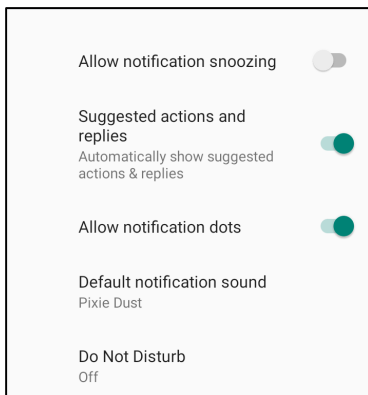 Allow notification snoozing
Suggested actions and
replies
Automatically show suggested
actions & replies
Allow notification dots
Default notification sound
Pixie Dust
Do Not Disturb
Off